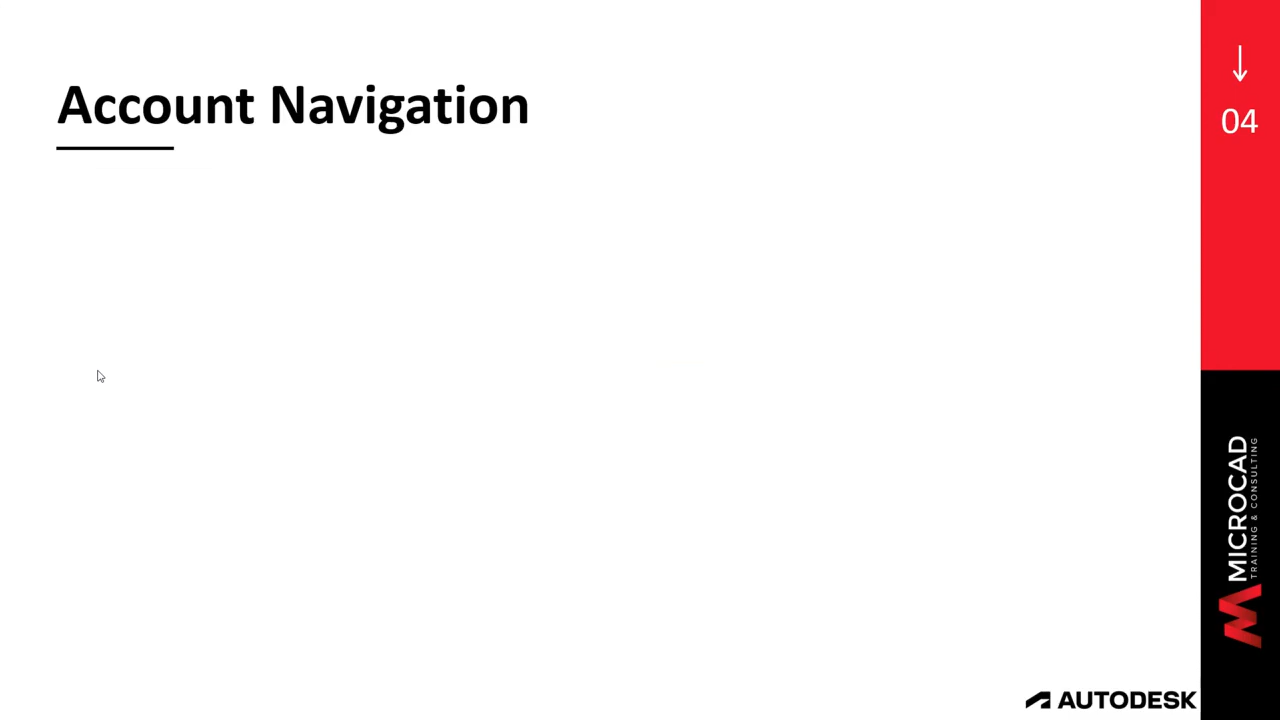 Account Navigation
04
MICROCAD
TRAINING & CONSULTING
AUTODESK